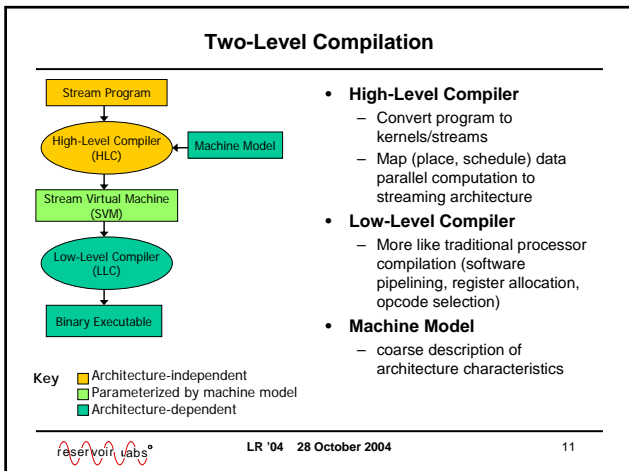 Two-Level Compilation
Stream Program
High-Level Compiler
(HLC)
Machine Model
Stream Virtual Machine
(SVM)
Low-Level Compiler
(LLC)
Binary Executable
Key
Architecture-independent
Parameterized by machine model
Architecture-dependent
• High-Level Compiler
– Convert program to
kernels/streams
– Map (place, schedule) data
parallel computation to
streaming architecture
• Low-Level Compiler
– More like traditional processor
compilation (software
pipelining, register allocation,
opcode selection)
• Machine Model
– coarse description of
architecture characteristics
reservoir labs
LR '04 28 October 2004
11